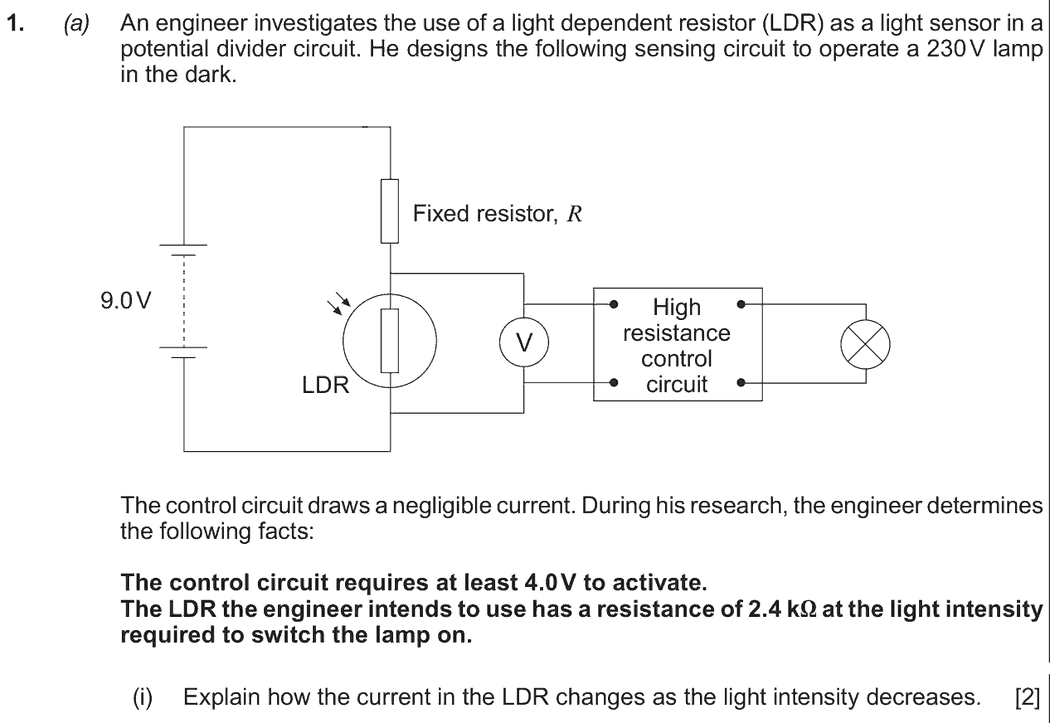 1. (a) An engineer investigates the use of a light dependent resistor (LDR) as a light sensor in a
potential divider circuit. He designs the following sensing circuit to operate a 230 V lamp
in the dark.
Fixed resistor, R
9.0 V
LDR
V
High
resistance
control
circuit
The control circuit draws a negligible current. During his research, the engineer determines
the following facts:
The control circuit requires at least 4.0 V to activate.
The LDR the engineer intends to use has a resistance of 2.4 kΩ at the light intensity
required to switch the lamp on.
(i) Explain how the current in the LDR changes as the light intensity decreases. [2]